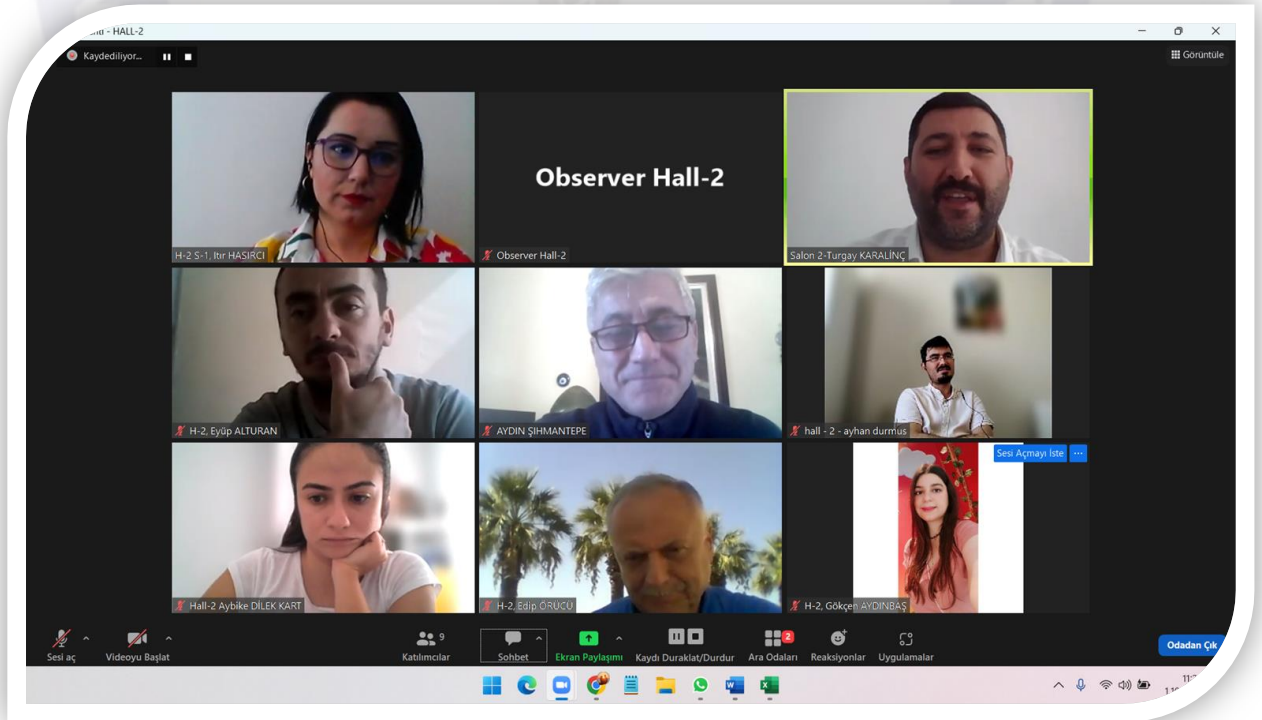 - HALL-2
Kaydediliyor...
Görüntüle
H-2 S-1, Itır HASIRCI
Observer Hall-2
Observer Hall-2
Salon 2-Turgay KARALİNÇ
H-2, Eyüp ALTURAN
AYDIN ŞIHMANTEPE
hall - 2 - ayhan durmus
Sesi Açmayı İste
Hall-2 Aybike DİLEK KART
H-2, Edip ÖRÜCÜ
H-2, Gökçen AYDINBAŞ
Sesi aç
Videoyu Başlat
9
Katılımcılar
Sohbet
Ekran Paylaşımı
Kaydı Duraklat/Durdur
2
Ara Odaları
Reaksiyonlar
Uygulamalar
Odadan Çık